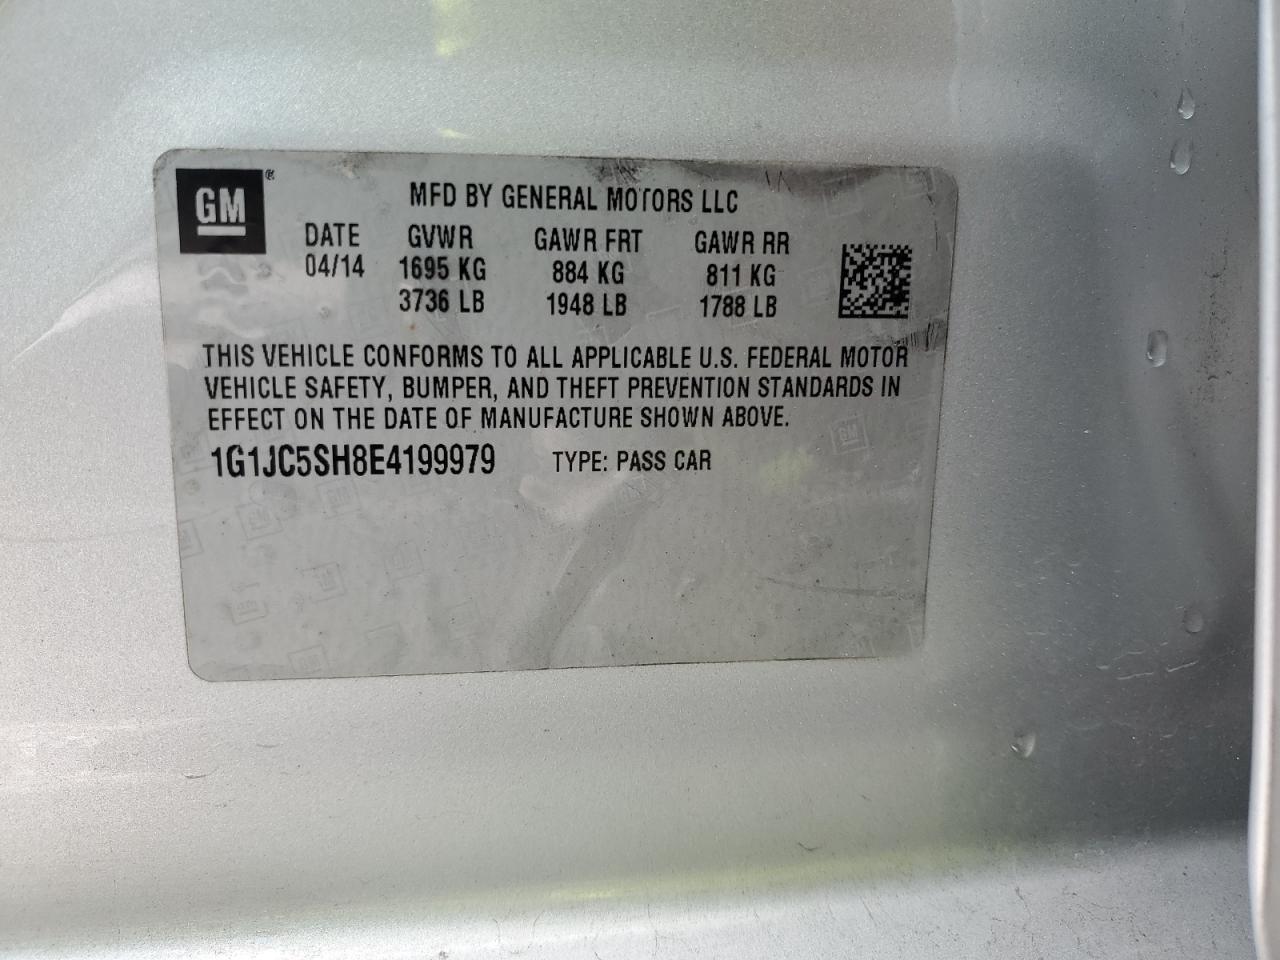 GM®
MFD BY GENERAL MOTORS LLC
DATE GVWR GAWR FRT GAWR RR
04/14 1695 KG 884 KG 811 KG
3736 LB 1948 LB 1788 LB
THIS VEHICLE CONFORMS TO ALL APPLICABLE U.S. FEDERAL MOTOR
VEHICLE SAFETY, BUMPER, AND THEFT PREVENTION STANDARDS IN
EFFECT ON THE DATE OF MANUFACTURE SHOWN ABOVE.
1G1JC5SH8E4199979 TYPE: PASS CAR